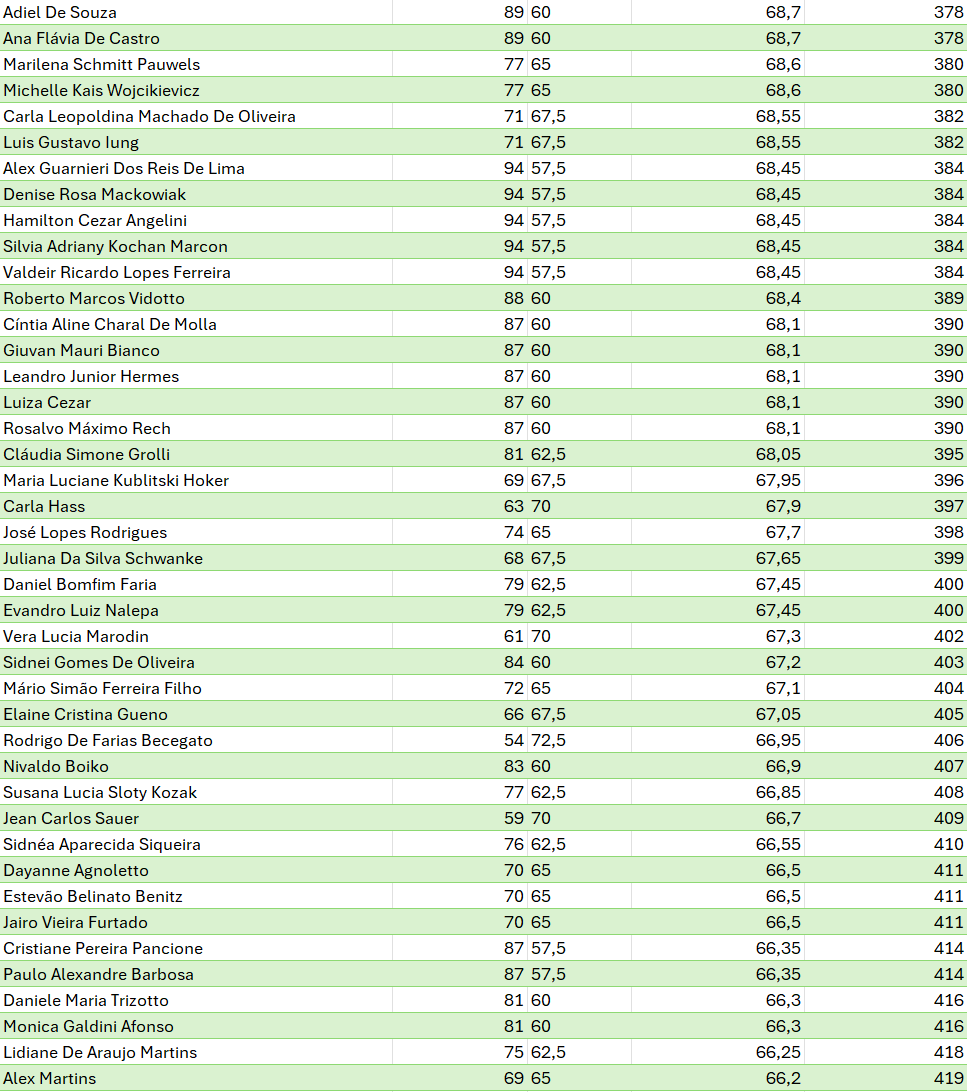 Adiel De Souza 89 60 68,7 378
Ana Flávia De Castro 89 60 68,7 378
Marilena Schmitt Pauwels 77 65 68,6 380
Michelle Kais Wojcikievicz 77 65 68,6 380
Carla Leopoldina Machado De Oliveira 71 67,5 68,55 382
Luis Gustavo Iung 71 67,5 68,55 382
Alex Guarnieri Dos Reis De Lima 94 57,5 68,45 384
Denise Rosa Mackowiak 94 57,5 68,45 384
Hamilton Cezar Angelini 94 57,5 68,45 384
Silvia Adriany Kochan Marcon 94 57,5 68,45 384
Valdeir Ricardo Lopes Ferreira 94 57,5 68,45 384
Roberto Marcos Vidotto 88 60 68,4 389
Cíntia Aline Charal De Molla 87 60 68,1 390
Giuvan Mauri Bianco 87 60 68,1 390
Leandro Junior Hermes 87 60 68,1 390
Luiza Cezar 87 60 68,1 390
Rosalvo Máximo Rech 87 60 68,1 390
Cláudia Simone Grolli 81 62,5 68,05 395
Maria Luciane Kublitski Hoker 69 67,5 67,95 396
Carla Hass 63 70 67,9 397
José Lopes Rodrigues 74 65 67,7 398
Juliana Da Silva Schwanke 68 67,5 67,65 399
Daniel Bomfim Faria 79 62,5 67,45 400
Evandro Luiz Nalepa 79 62,5 67,45 400
Vera Lucia Marodin 61 70 67,3 402
Sidnei Gomes De Oliveira 84 60 67,2 403
Mário Simão Ferreira Filho 72 65 67,1 404
Elaine Cristina Gueno 66 67,5 67,05 405
Rodrigo De Farias Becegato 54 72,5 66,95 406
Nivaldo Boiko 83 60 66,9 407
Susana Lucia Sloty Kozak 77 62,5 66,85 408
Jean Carlos Sauer 59 70 66,7 409
Sidnéa Aparecida Siqueira 76 62,5 66,55 410
Dayanne Agnoletto 70 65 66,5 411
Estevão Belinato Benitz 70 65 66,5 411
Jairo Vieira Furtado 70 65 66,5 411
Cristiane Pereira Pancione 87 57,5 66,35 414
Paulo Alexandre Barbosa 87 57,5 66,35 414
Daniele Maria Trizotto 81 60 66,3 416
Monica Galdini Afonso 81 60 66,3 416
Lidiane De Araujo Martins 75 62,5 66,25 418
Alex Martins 69 65 66,2 419